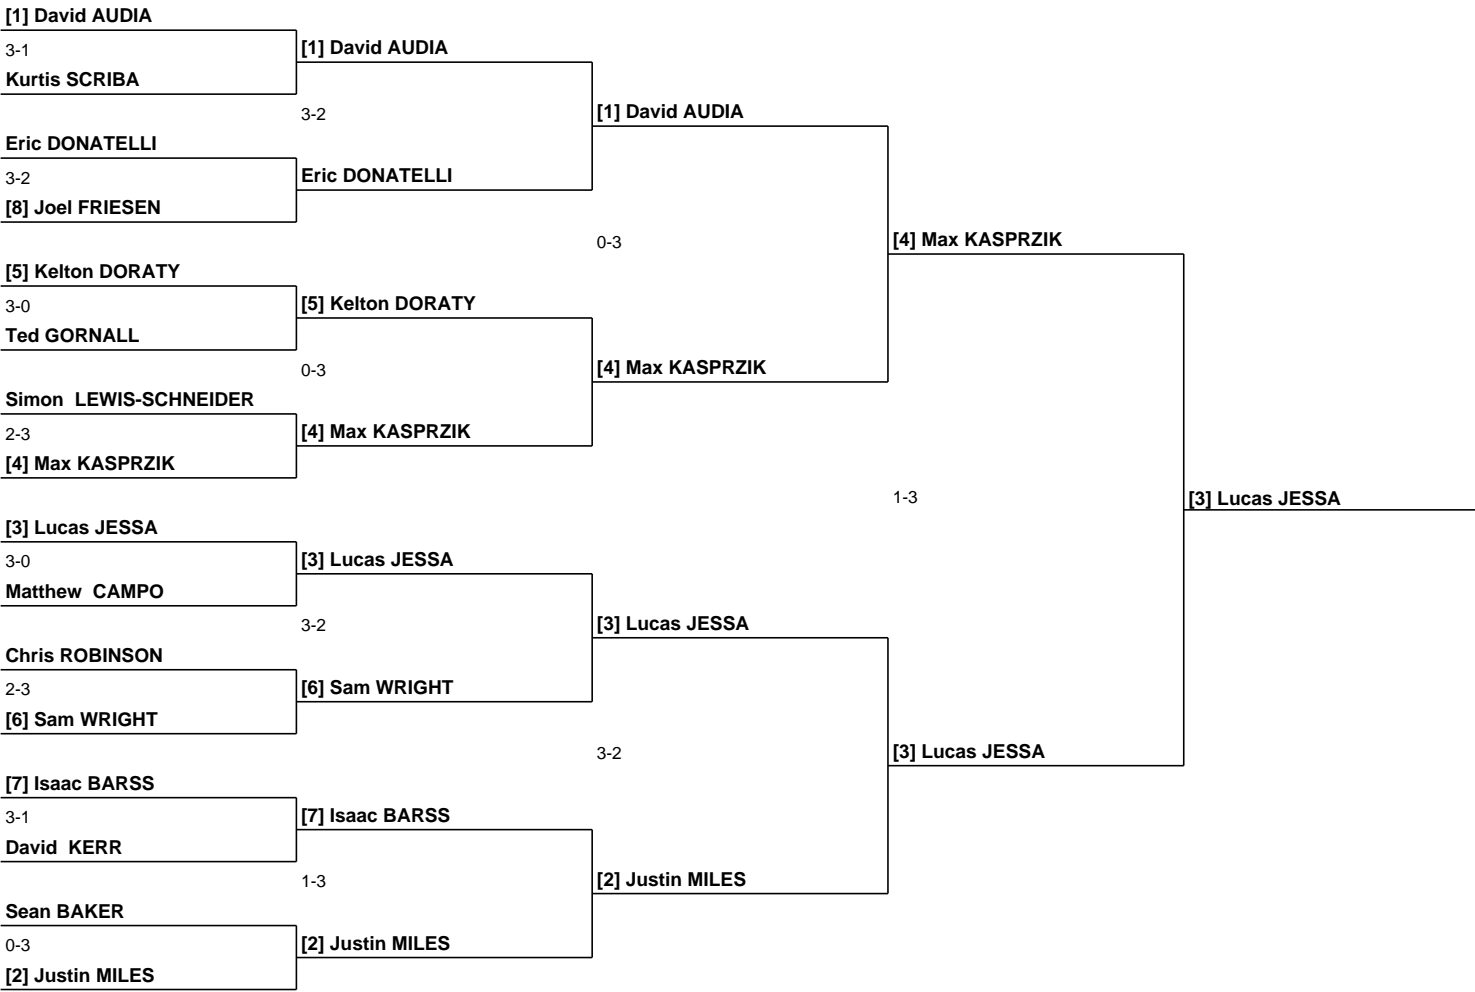 [1] David AUDIA
3-1
[1] David AUDIA
Kurtis SCRIBA
3-2
[1] David AUDIA
Eric DONATELLI
3-2
Eric DONATELLI
[8] Joel FRIESEN
0-3
[4] Max KASPRZIK
[5] Kelton DORATY
3-0
[5] Kelton DORATY
Ted GORNALL
0-3
[4] Max KASPRZIK
Simon  LEWIS-SCHNEIDER
2-3
[4] Max KASPRZIK
[4] Max KASPRZIK
1-3
[3] Lucas JESSA
[3] Lucas JESSA
3-0
[3] Lucas JESSA
Matthew  CAMPO
3-2
[3] Lucas JESSA
Chris ROBINSON
2-3
[6] Sam WRIGHT
[6] Sam WRIGHT
3-2
[3] Lucas JESSA
[7] Isaac BARSS
3-1
[7] Isaac BARSS
David  KERR
1-3
[2] Justin MILES
Sean BAKER
0-3
[2] Justin MILES
[2] Justin MILES